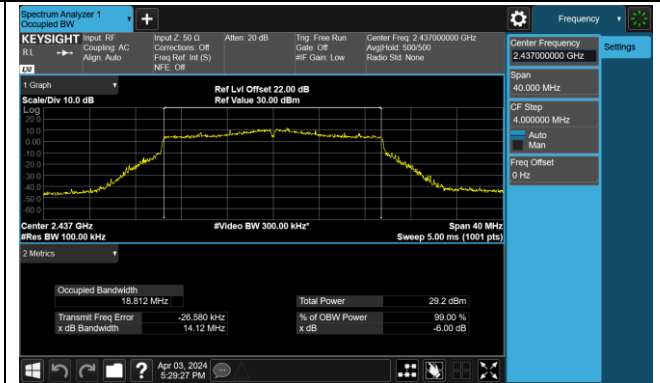 Spectrum Analyzer 1
Occupied BW
+
Frequency
KEYSIGHT
R L
LXI
Input: RF
Coupling: AC
Align: Auto
Input Z: 50 Ω
Corrections: Off
Freq Ref: Int (S)
NFE: Off
Atten: 20 dB
Trig: Free Run
Gate: Off
#IF Gain: Low
Center Freq: 2.437000000 GHz
Avg|Hold: 500/500
Radio Std: None
Center Frequency
2.437000000 GHz
Settings
Span
40.000 MHz
CF Step
4.000000 MHz
Auto
Man
Freq Offset
0 Hz
1 Graph
Scale/Div 10.0 dB
Ref Lvl Offset 22.00 dB
Ref Value 30.00 dBm
Log
20.0
10.0
0.00
-10.0
-20.0
-30.0
-40.0
-50.0
-60.0
Center 2.437 GHz
#Res BW 100.00 kHz
#Video BW 300.00 kHz*
Span 40 MHz
Sweep 5.00 ms (1001 pts)
2 Metrics
Occupied Bandwidth
18.812 MHz
Total Power 29.2 dBm
Transmit Freq Error -26.580 kHz
% of OBW Power 99.00 %
x dB Bandwidth 14.12 MHz
x dB -6.00 dB
?
Apr 03, 2024
5:29:27 PM